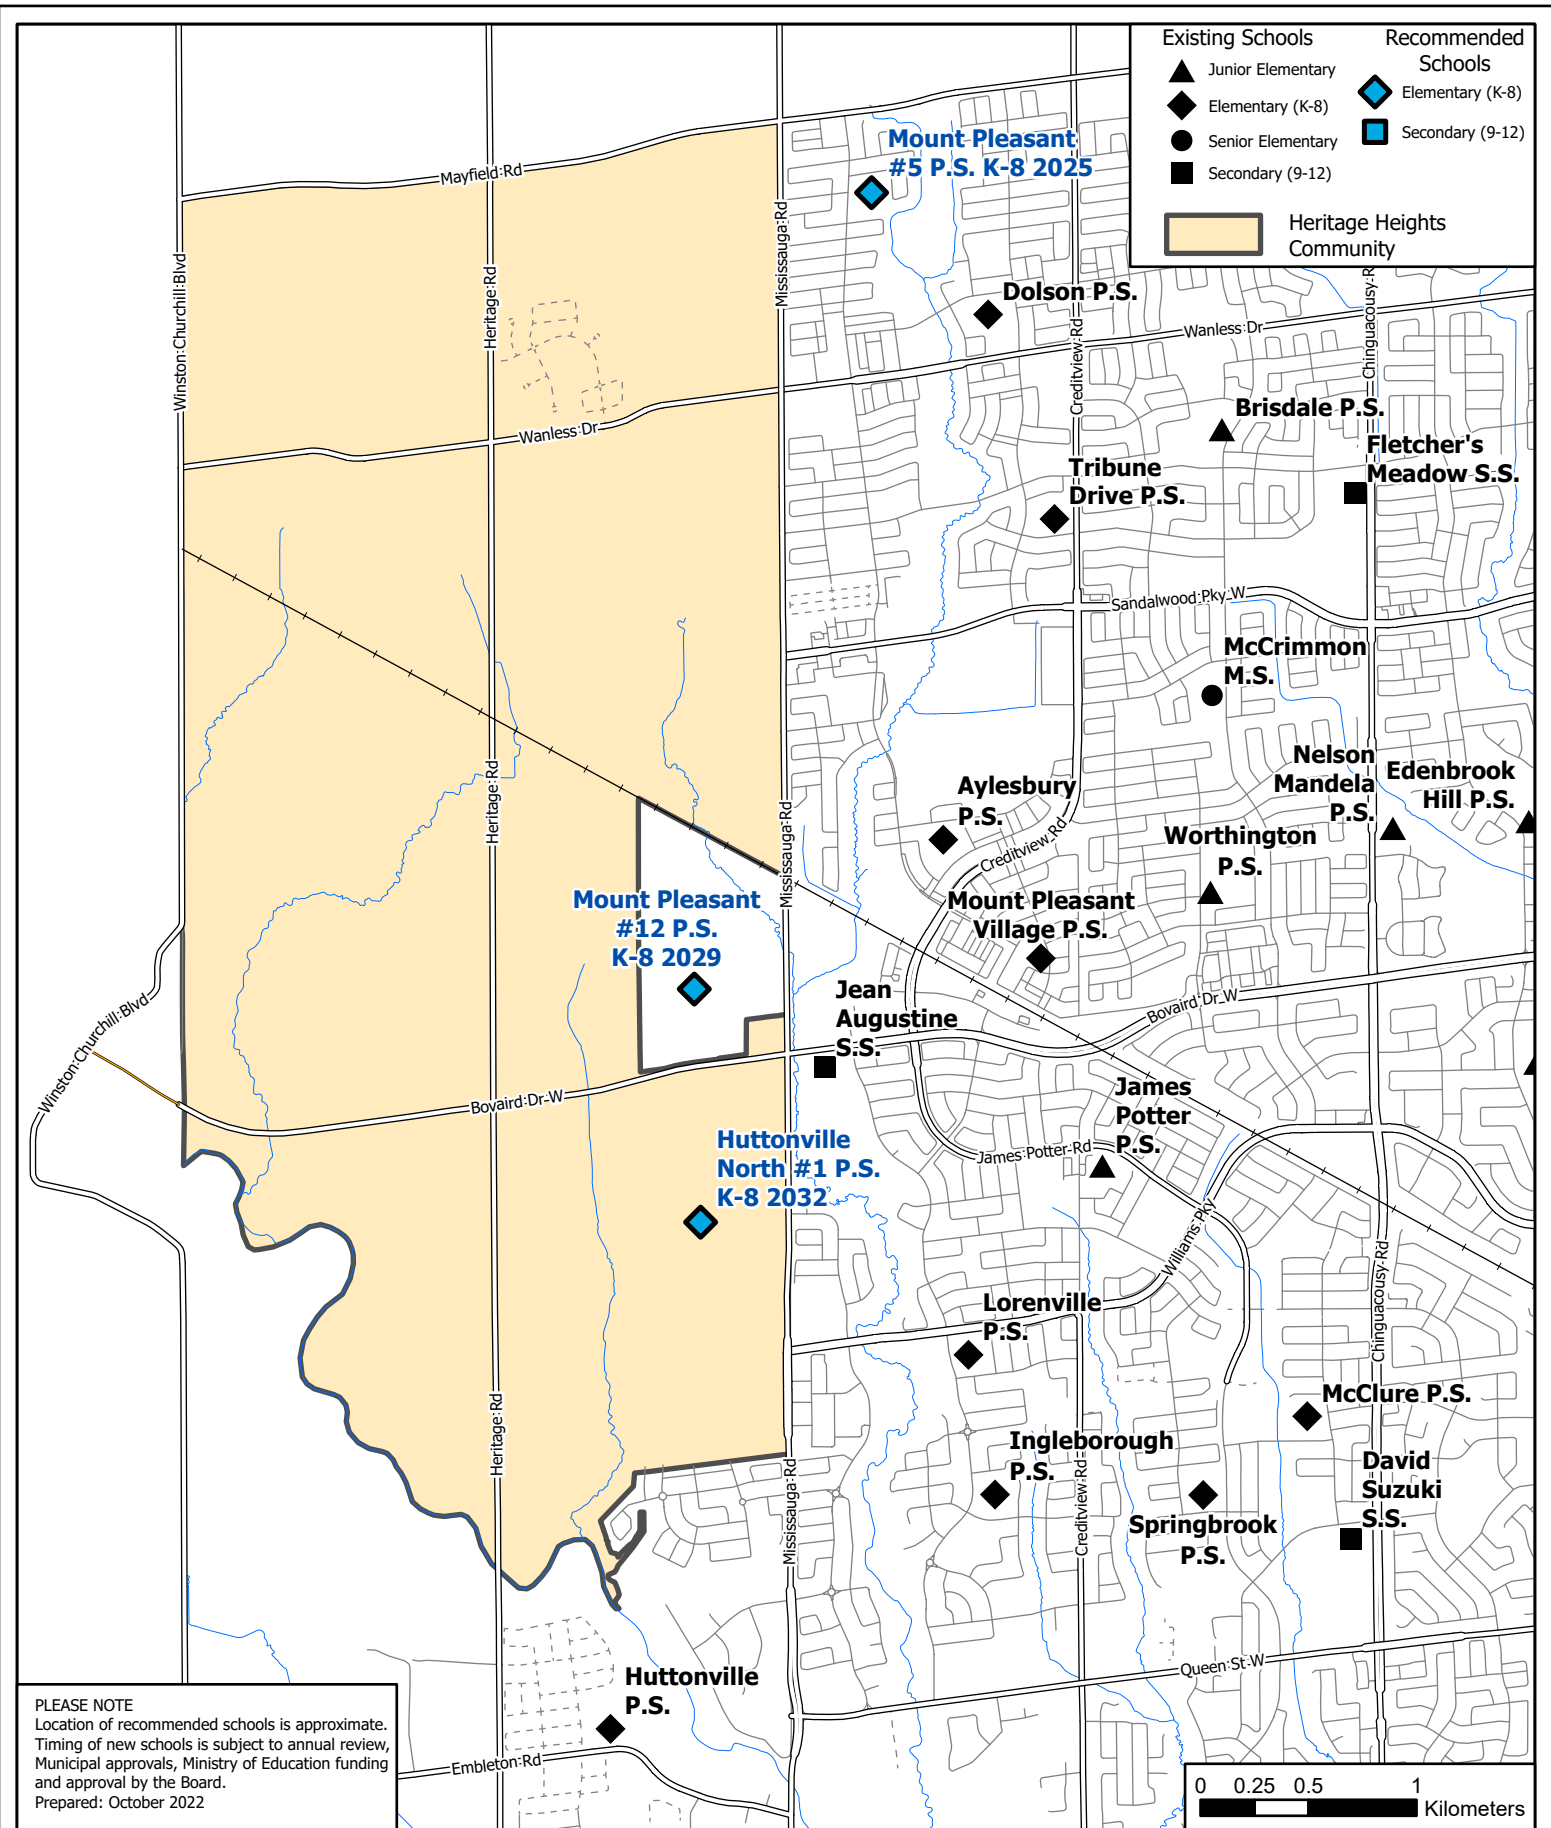 Existing Schools
Junior Elementary
Elementary (K-8)
Senior Elementary
Secondary (9-12)
Recommended
Schools
Elementary (K-8)
Secondary (9-12)
Heritage Heights
Community
Mount Pleasant
#5 P.S. K-8 2025
Mayfield Rd
Winston Churchill Blvd
Heritage Rd
Mississauga Rd
Creditview Rd
Chinguacousy Rd
Dolson P.S.
Wanless Dr
Wanless Dr
Brisdale P.S.
Fletcher's
Meadow S.S.
Tribune
Drive P.S.
Sandalwood Pky W
McCrimmon
M.S.
Nelson
Mandela
P.S.
Edenbrook
Hill P.S.
Heritage Rd
Mississauga Rd
Aylesbury
P.S.
Creditview Rd
Worthington
P.S.
Mount Pleasant
#12 P.S.
K-8 2029
Mount Pleasant
Village P.S.
Jean
Augustine
S.S.
Bovaird Dr W
Winston Churchill Blvd
Bovaird Dr W
James
Potter
P.S.
James Potter Rd
Huttonville
North #1 P.S.
K-8 2032
Williams Pky
Chinguacousy Rd
Lorenville
P.S.
McClure P.S.
Heritage Rd
Mississauga Rd
Creditview Rd
Ingleborough
P.S.
David
Suzuki
S.S.
Springbrook
P.S.
Queen St W
Huttonville
P.S.
Embleton Rd
PLEASE NOTE
Location of recommended schools is approximate.
Timing of new schools is subject to annual review,
Municipal approvals, Ministry of Education funding
and approval by the Board.
Prepared: October 2022
0 0.25 0.5 1
Kilometers